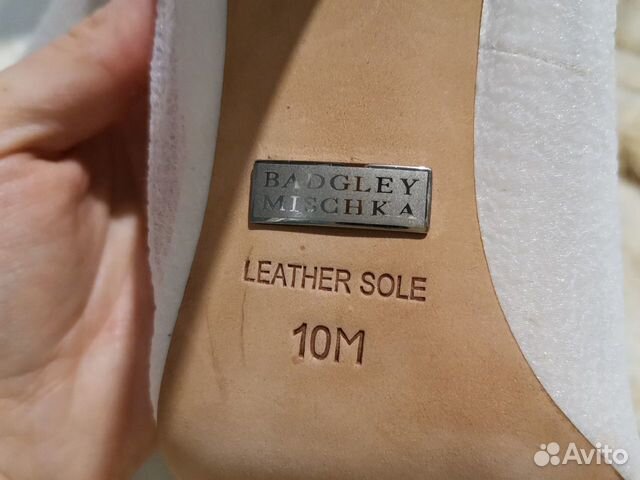 BADGLEY
MISCHKA
LEATHER SOLE
10M
Avito